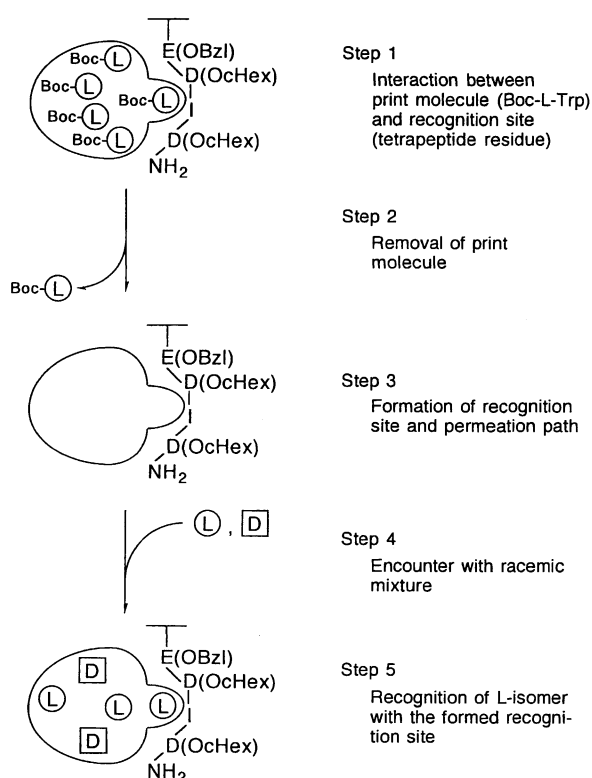 Step 1
Interaction between
print molecule (Boc-L-Trp)
and recognition site
(tetrapeptide residue)
E(OBzl)
D(OcHex)
I
D(OcHex)
NH2
Boc-L
Boc-L
Boc-L
Boc-L
Boc-L
Step 2
Removal of print
molecule
Boc-L
Step 3
Formation of recognition
site and permeation path
E(OBzl)
D(OcHex)
I
D(OcHex)
NH2
L , D
Step 4
Encounter with racemic
mixture
Step 5
Recognition of L-isomer
with the formed recogni-
tion site
E(OBzl)
D(OcHex)
I
D(OcHex)
NH2
D
L L L
D